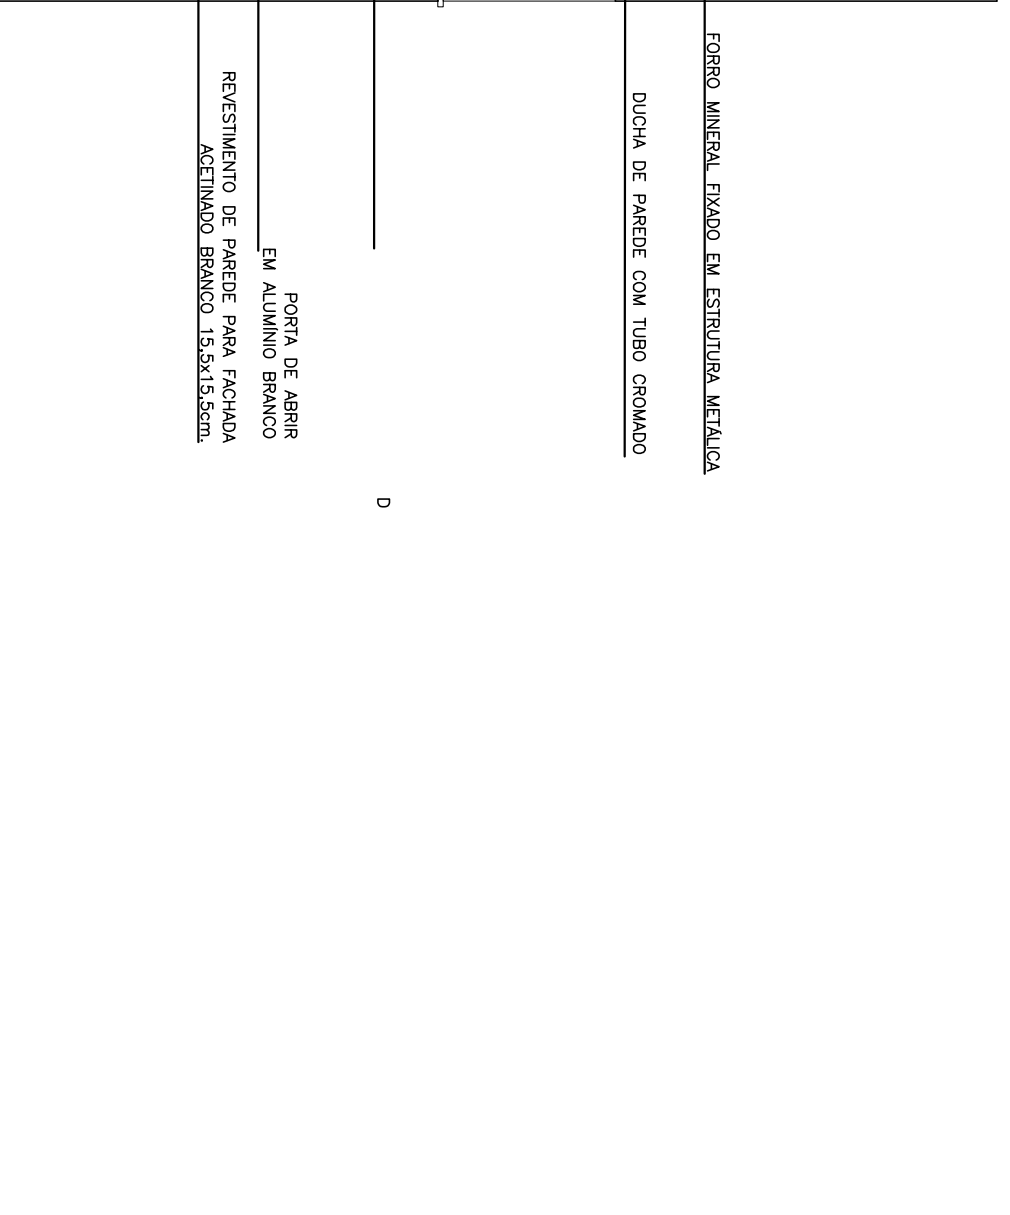 FORRO MINERAL FIXADO EM ESTRUTURA METÁLICA
DUCHA DE PAREDE COM TUBO CROMADO
D
PORTA DE ABRIR
EM ALUMÍNIO BRANCO
REVESTIMENTO DE PAREDE PARA FACHADA
ACETINADO BRANCO 15,5x15,5cm.